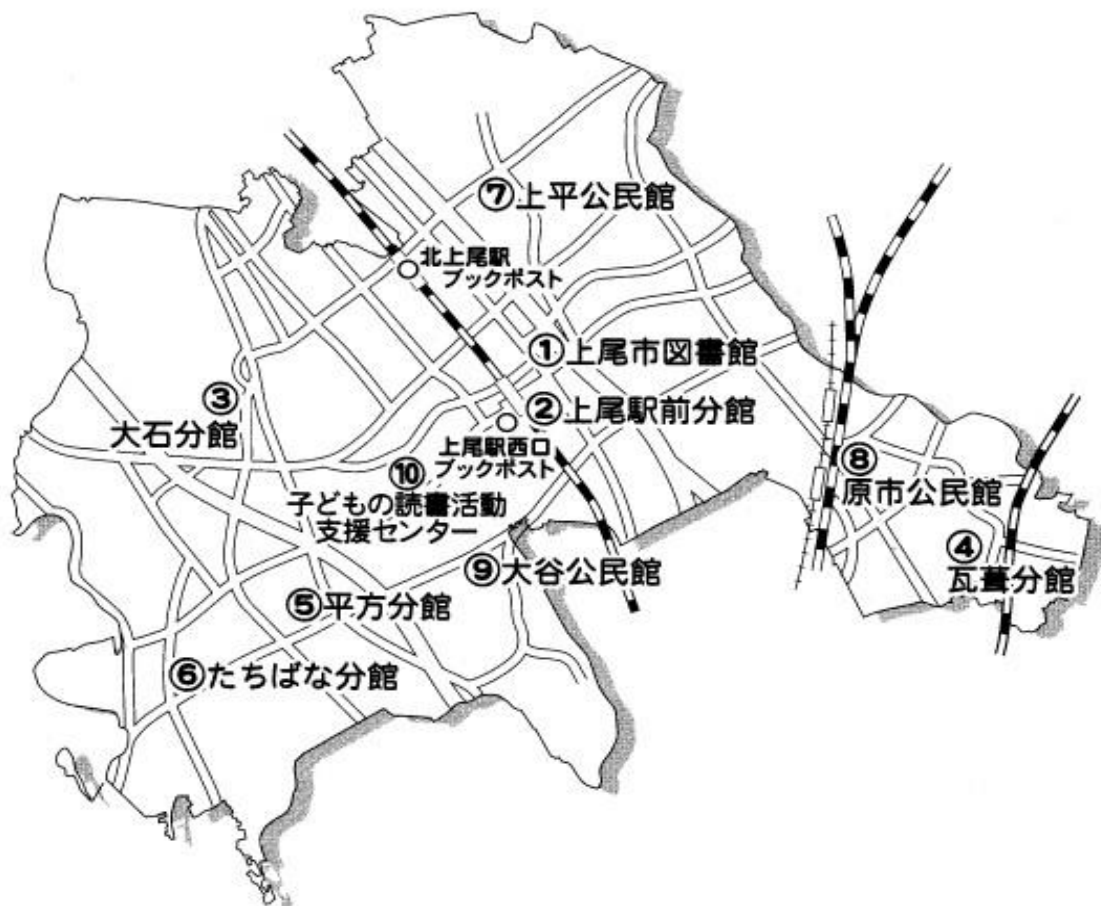 ⑦上平公民館
北上尾駅
ブックポスト
①上尾市図書館
③
大石分館
②上尾駅前分館
上尾駅西口
ブックポスト
⑩
子どもの読書活動
支援センター
⑧
原市公民館
④
瓦葺分館
⑨大谷公民館
⑤平方分館
⑥たちばな分館